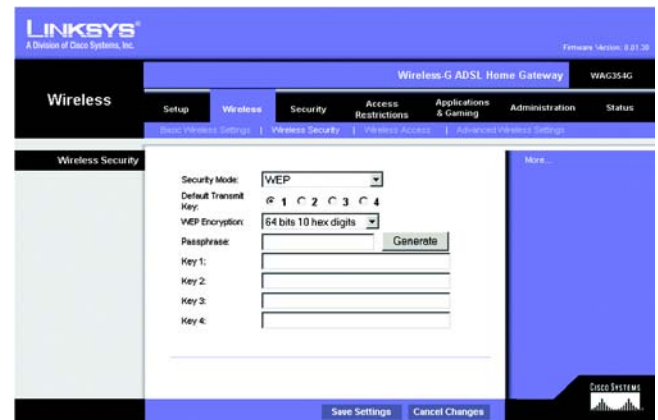 LINKSYS®
A Division of Cisco Systems, Inc.
Firmware Version: 0.01.20
Wireless-G ADSL Home Gateway WAG354G
Wireless
Setup Wireless Security Access Restrictions Applications & Gaming Administration Status
Basic Wireless Settings | Wireless Security | Wireless Access | Advanced Wireless Settings
Wireless Security
More...
Security Mode: WEP
Default Transmit Key: 1 2 3 4
WEP Encryption: 64 bits 10 hex digits
Passphrase: Generate
Key 1:
Key 2:
Key 3:
Key 4:
CISCO SYSTEMS
Save Settings Cancel Changes